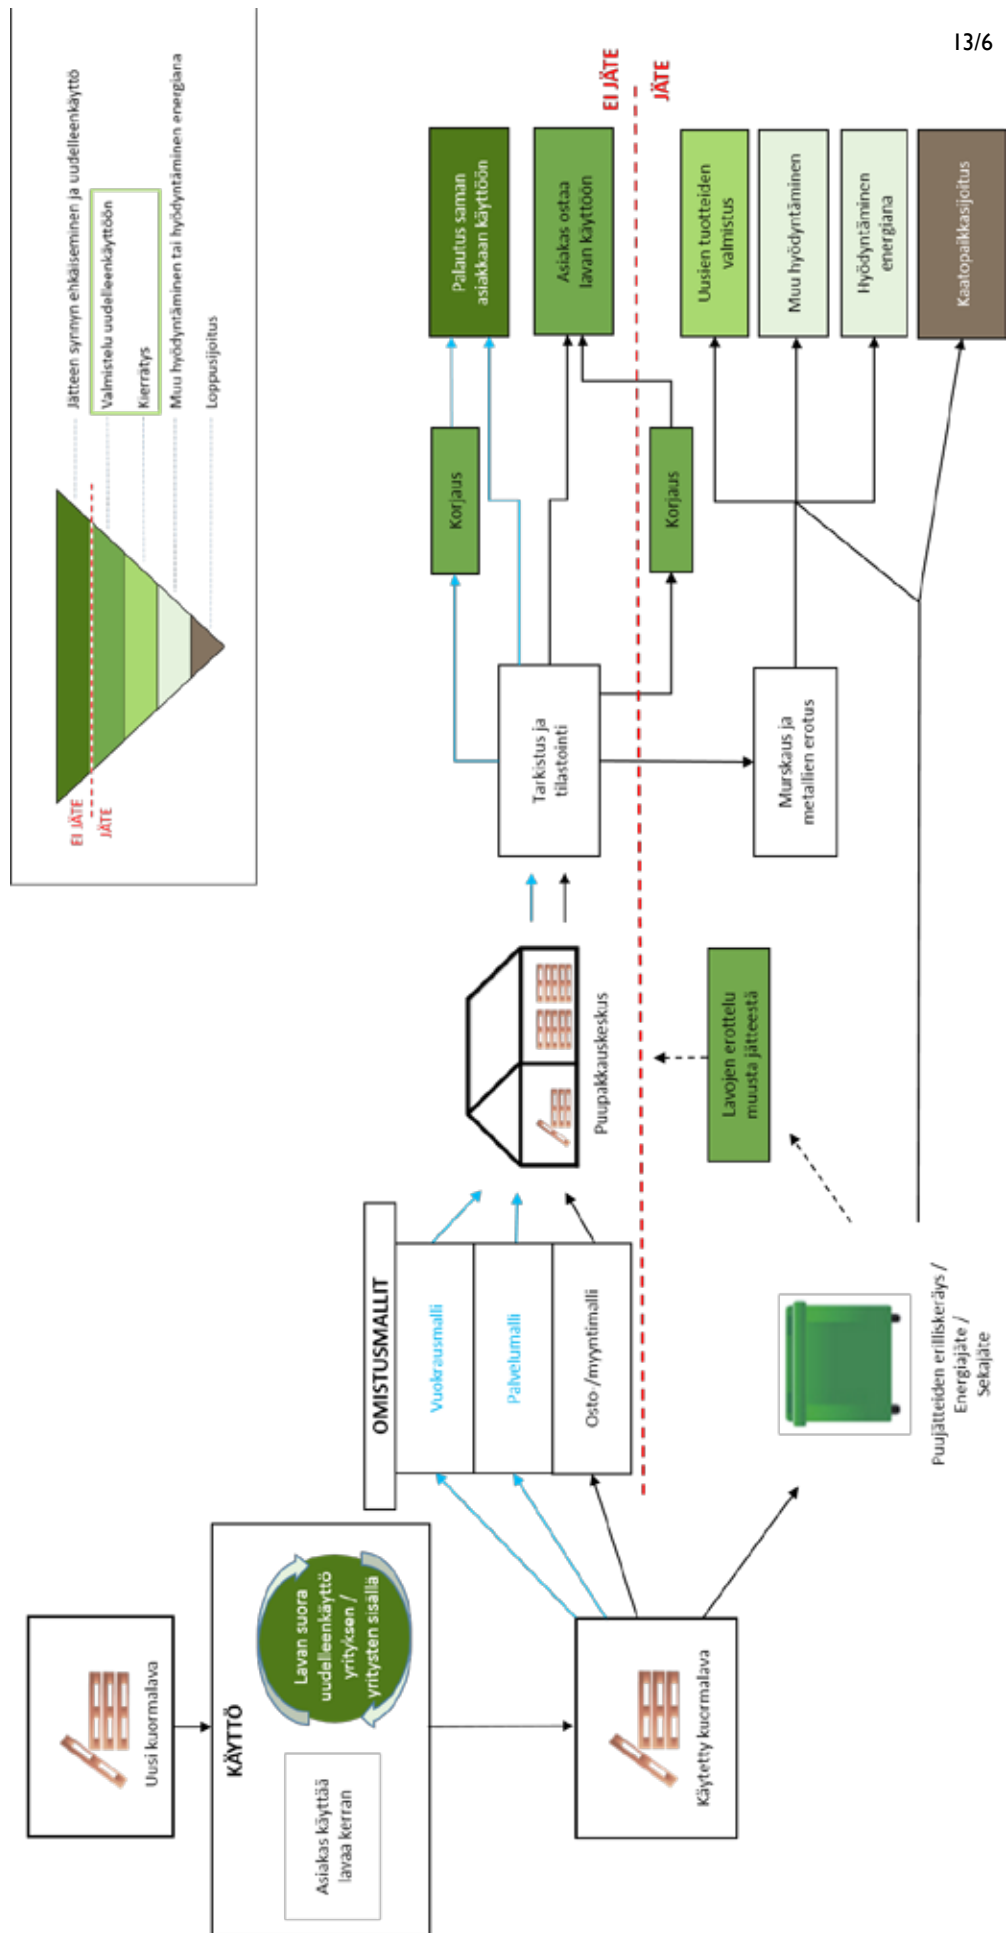 13/6
Uusi kuormalava
KÄYTTÖ
Asiakas käyttää
lavaa kerran
Lavan suora
uudelleenkäyttö
yrityksen /
yritysten sisällä
Käytetty kuormalava
OMISTUSMALLIT
Vuokrausmalli
Palvelumalli
Osto-/myyntimalli
Puujätteiden erilliskeräys /
Energiajäte /
Sekajäte
Puupakkauskeskus
Lavojen erottelu
muusta jätteestä
Tarkistus ja
tilastointi
Murskaus ja
metallien erotus
Korjaus
Korjaus
Palautus saman
asiakkaan käyttöön
Asiakas ostaa
lavan käyttöön
EI JÄTE
JÄTE
Uusien tuotteiden
valmistus
Muu hyödyntäminen
Hyödyntäminen
energiana
Kaatopaikkasijoitus
EI JÄTE
JÄTE
Jätteen synnyn ehkäiseminen ja uudelleenkäyttö
Valmistelu uudelleenkäyttöön
Kierrätys
Muu hyödyntäminen tai hyödyntäminen energiana
Loppusijoitus